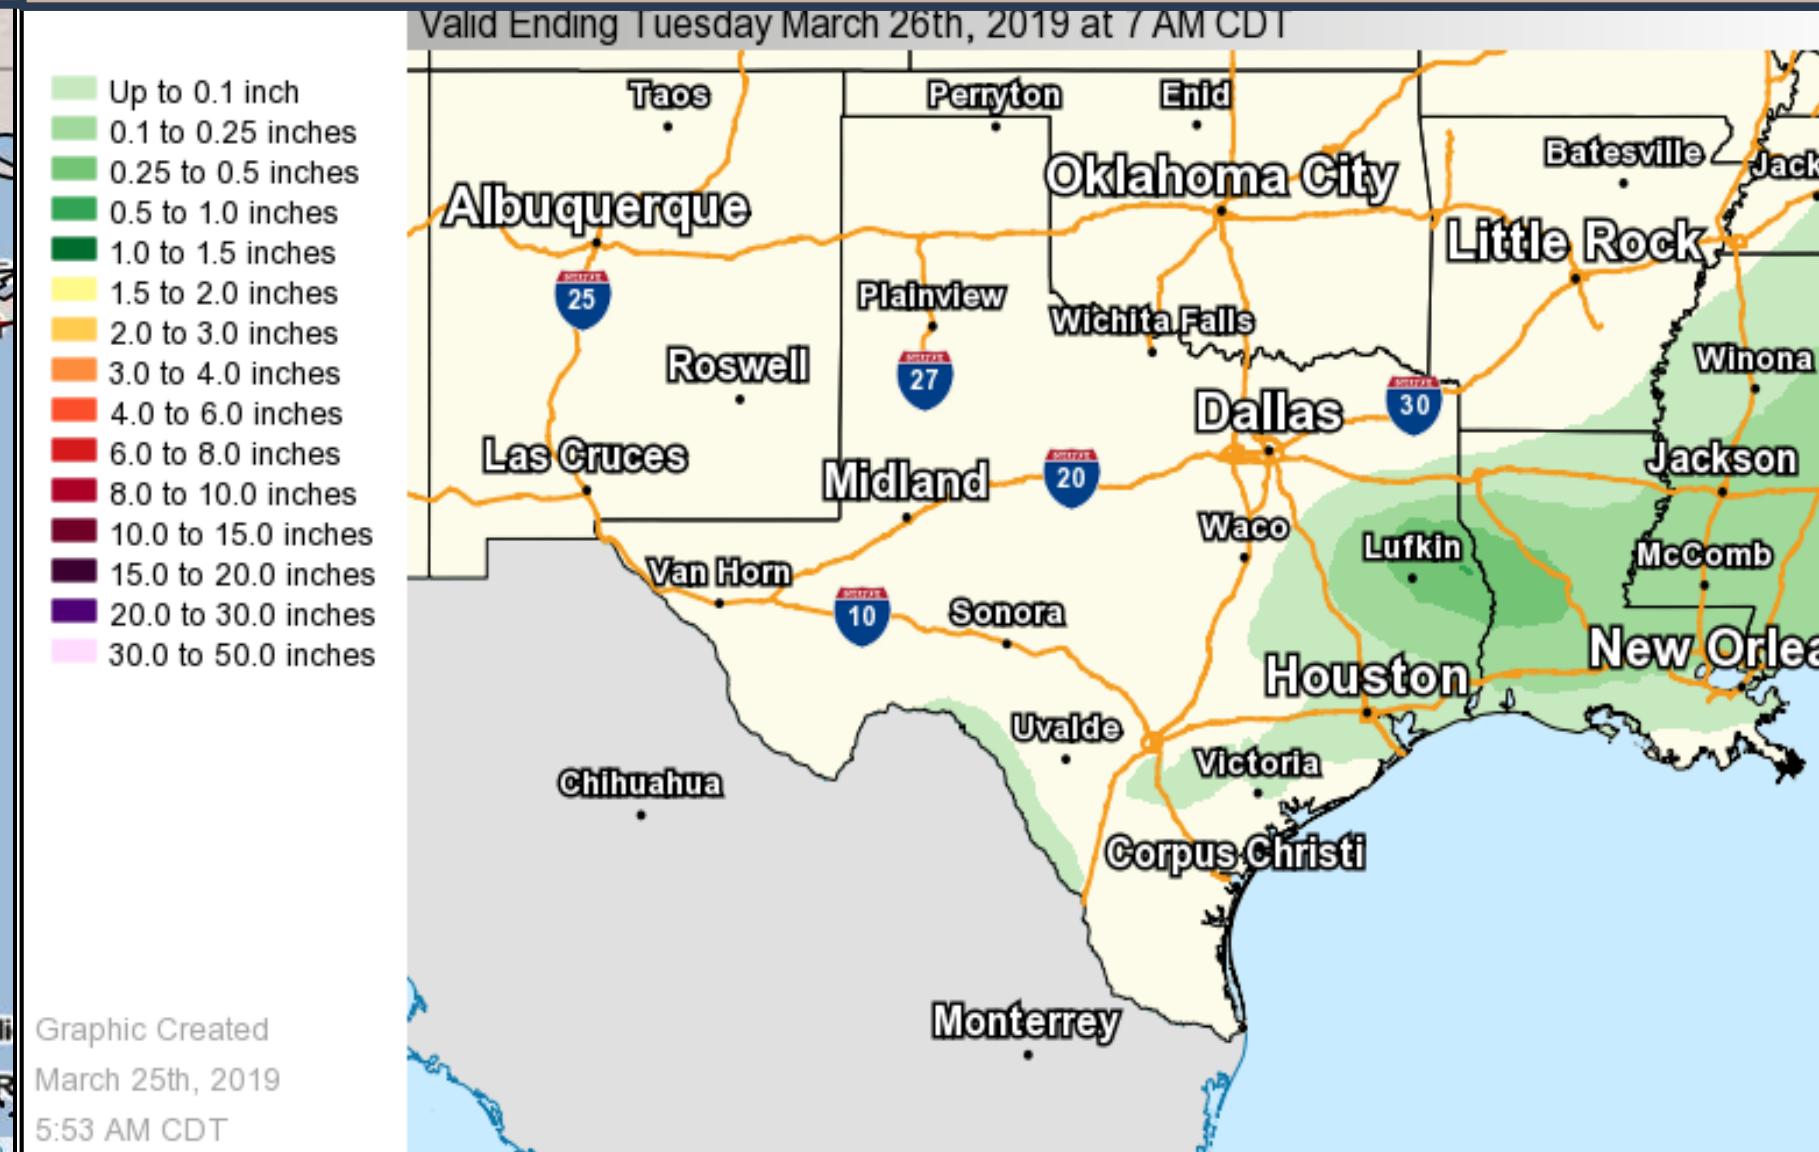 Valid Ending Tuesday March 26th, 2019 at 7 AM CDT
Up to 0.1 inch
0.1 to 0.25 inches
0.25 to 0.5 inches
0.5 to 1.0 inches
1.0 to 1.5 inches
1.5 to 2.0 inches
2.0 to 3.0 inches
3.0 to 4.0 inches
4.0 to 6.0 inches
6.0 to 8.0 inches
8.0 to 10.0 inches
10.0 to 15.0 inches
15.0 to 20.0 inches
20.0 to 30.0 inches
30.0 to 50.0 inches
Graphic Created
March 25th, 2019
5:53 AM CDT
Taos
Perryton
Enid
Batesville
Jack
Oklahoma City
Albuquerque
Little Rock
25
Plainview
Wichita Falls
Winona
Roswell
27
30
Dallas
Las Cruces
Midland
20
Jackson
Waco
Lufkin
McComb
Van Horn
10
Sonora
New Orlea
Houston
Uvalde
Victoria
Chihuahua
Corpus Christi
Monterrey